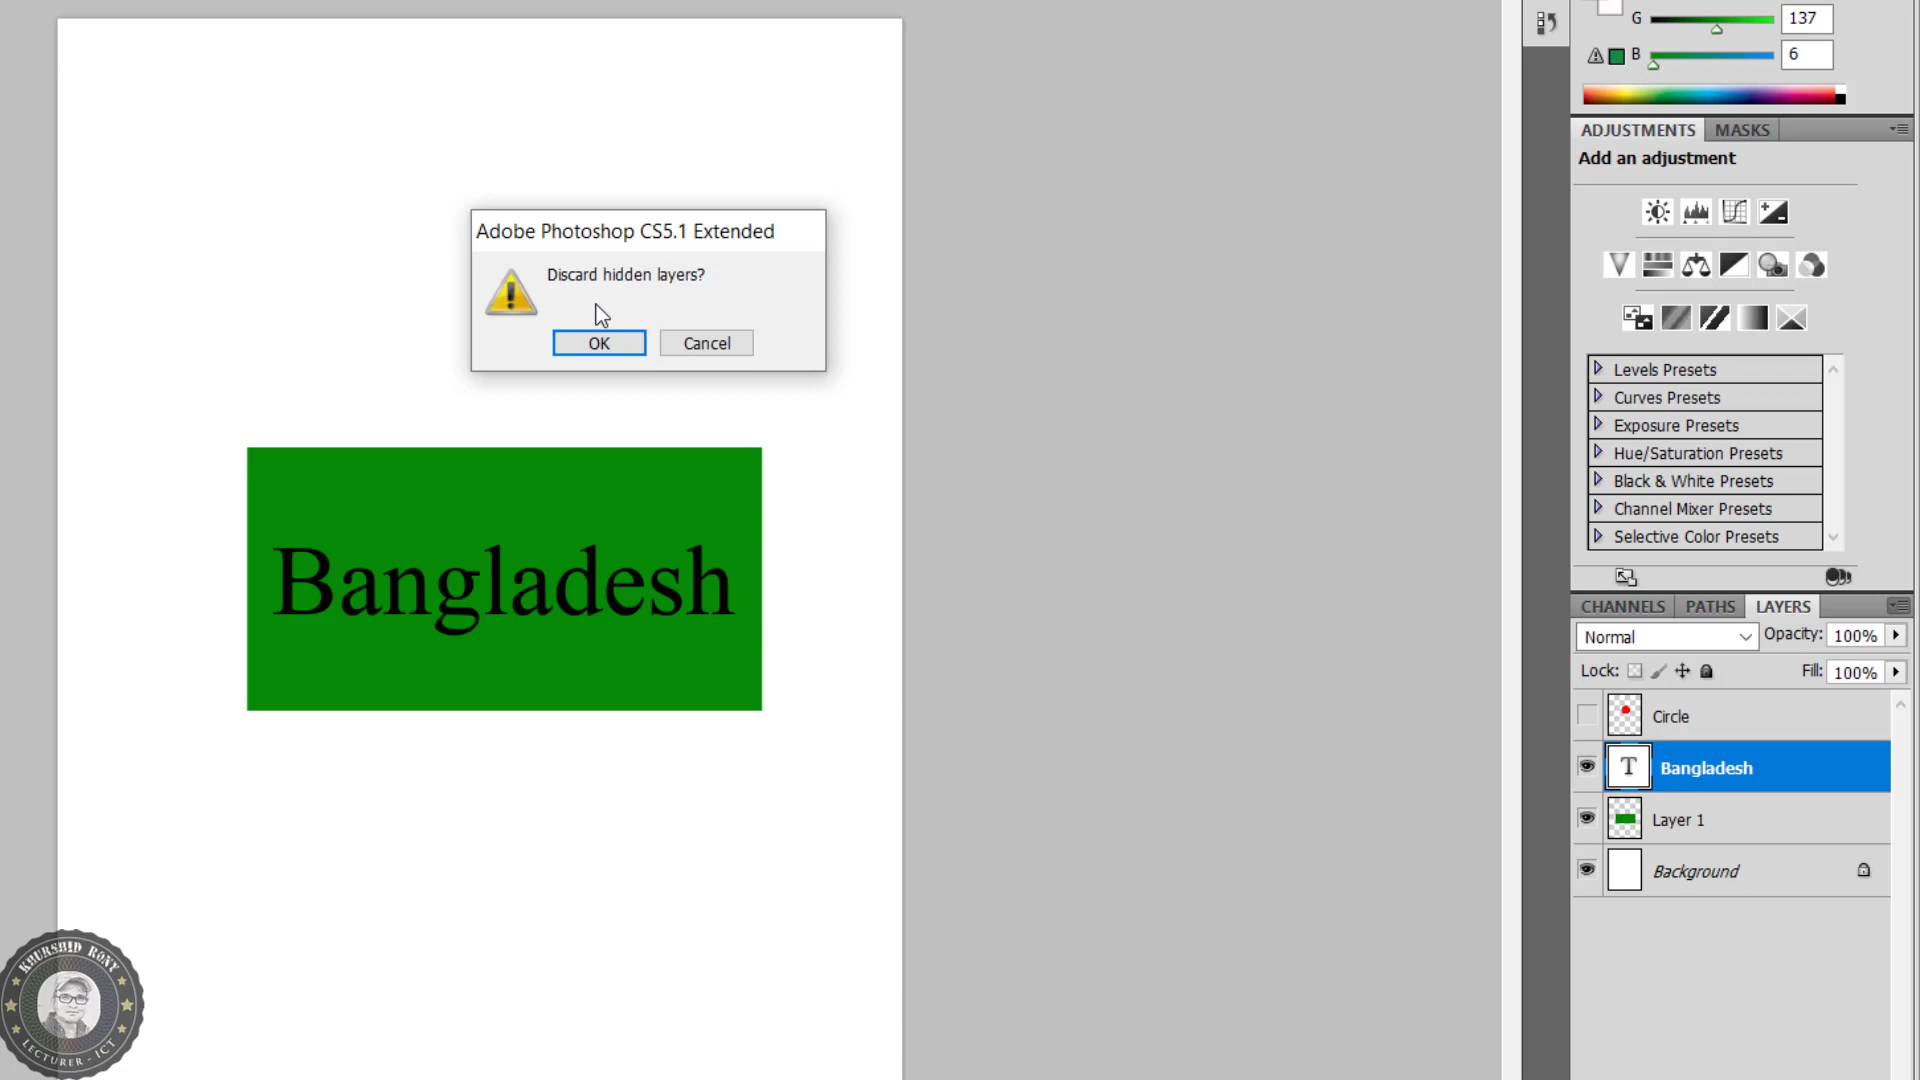 G 137
B 6
ADJUSTMENTS MASKS
Add an adjustment
Adobe Photoshop CS5.1 Extended
Discard hidden layers?
OK Cancel
Levels Presets
Curves Presets
Exposure Presets
Hue/Saturation Presets
Black & White Presets
Channel Mixer Presets
Selective Color Presets
Bangladesh
CHANNELS PATHS LAYERS
Normal Opacity: 100%
Lock: Fill: 100%
Circle
T Bangladesh
Layer 1
Background
KHURSHID RONY
LECTURER - ICT